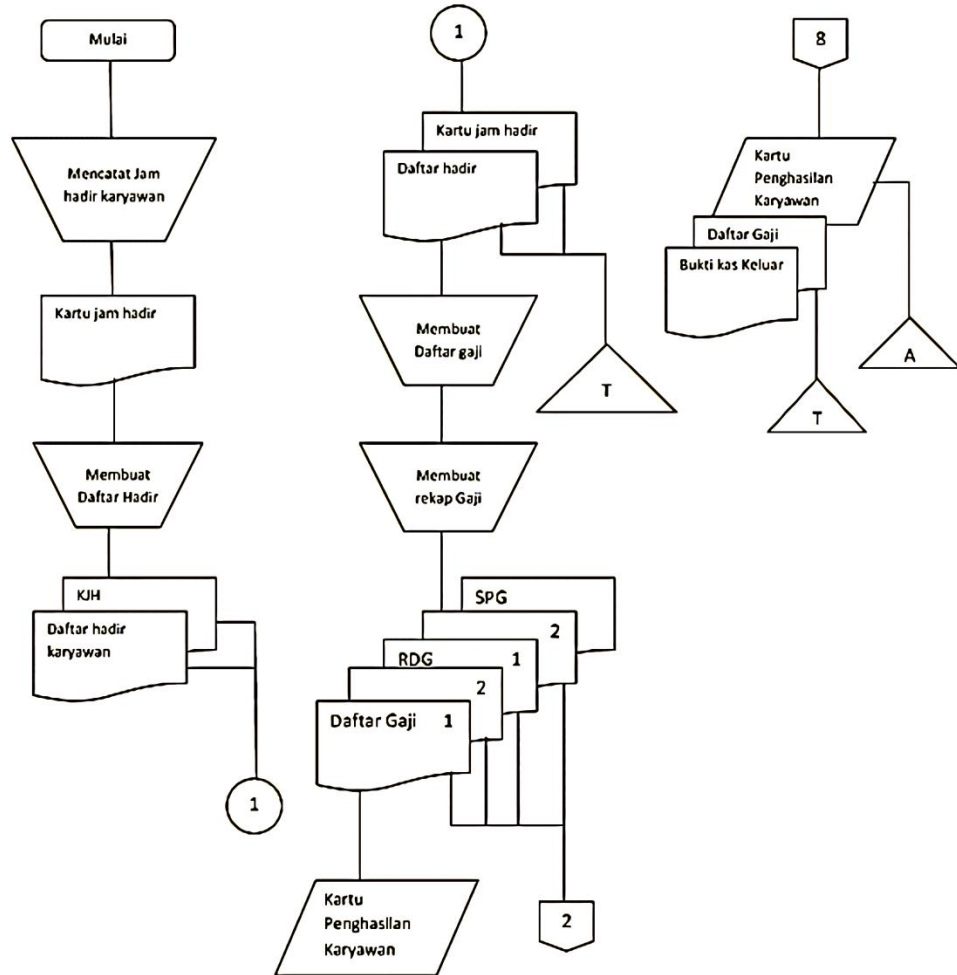 Mulai
Mencatat Jam
hadir karyawan
Kartu jam hadir
Membuat
Daftar Hadir
KJH
Daftar hadir
karyawan
1
1
Kartu jam hadir
Daftar hadir
T
Membuat
Daftar gaji
Membuat
rekap Gaji
SPG
2
RDG 1
2
Daftar Gaji 1
Kartu
Penghasilan
Karyawan
2
8
Kartu
Penghasilan
Karyawan
Daftar Gaji
Bukti kas Keluar
A
T